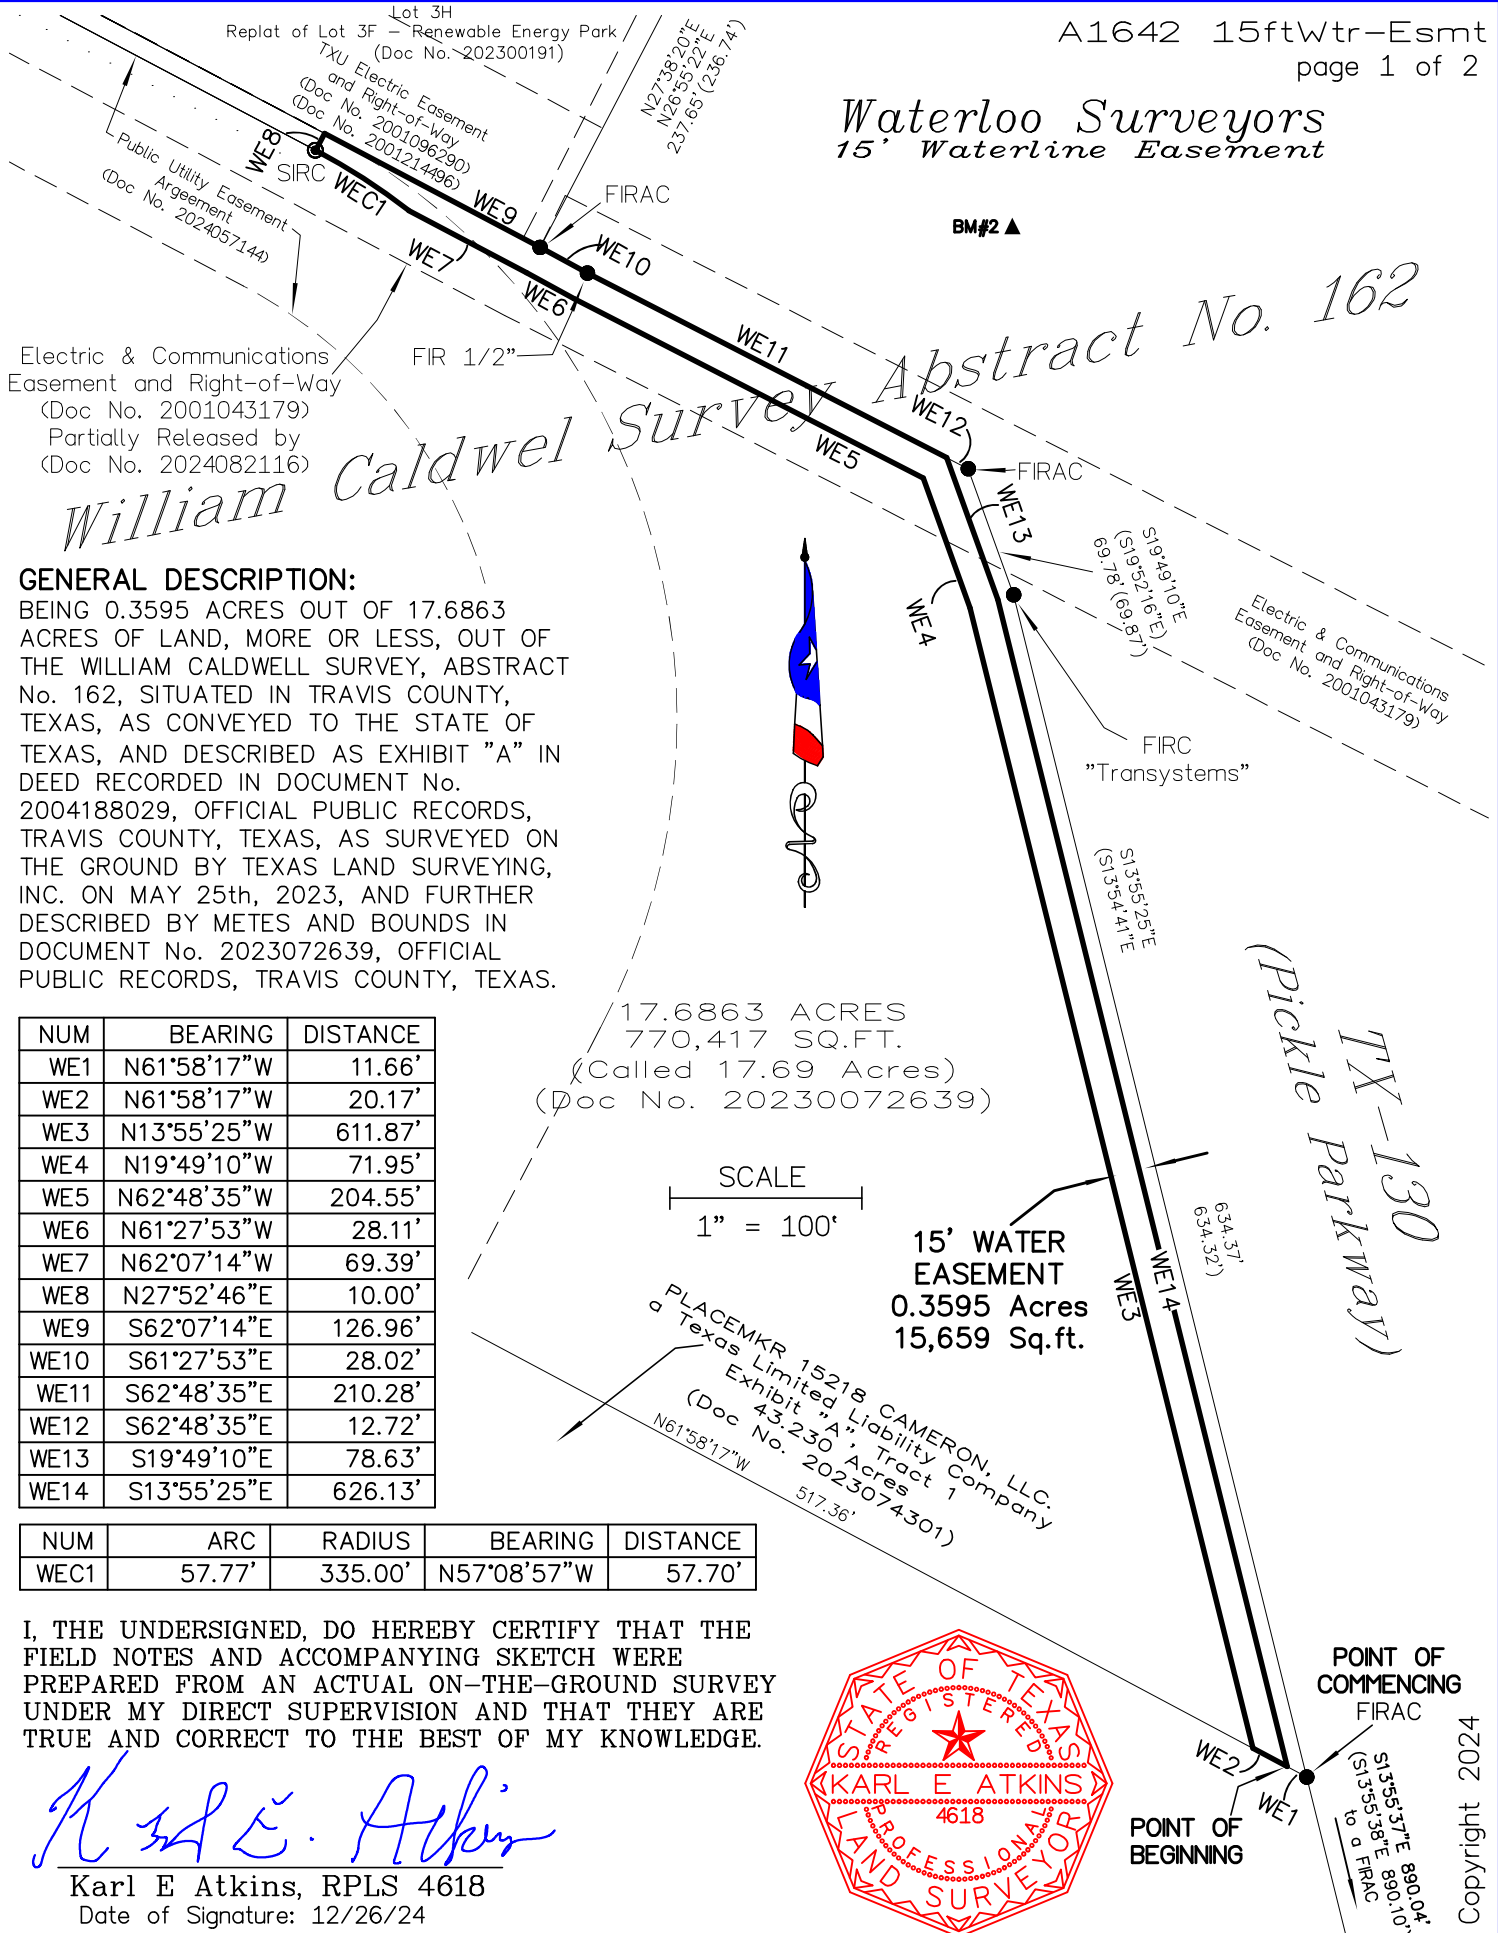 A1642 15ftWtr-Esmt
page 1 of 2
Waterloo Surveyors
15' Waterline Easement
Lot 3H
Replat of Lot 3F - Renewable Energy Park
(Doc No. 202300191)
TXU Electric Easement
and Right-of-Way
(Doc No. 2001096290)
(Doc No. 2001214496)
N27°38'20"E
N26°55'22"E
237.65' (236.74')
Public Utility Easement
Argeement
(Doc No. 2024057144)
WE8
SIRC
WEC1
WE9
FIRAC
WE7
WE10
WE6
FIR 1/2"
WE11
BM#2
Electric & Communications
Easement and Right-of-Way
(Doc No. 2001043179)
Partially Released by
(Doc No. 2024082116)
William Caldwel Survey Abstract No. 162
WE12
FIRAC
WE5
WE13
WE4
S19°49'10"E
(S19°52'16"E)
69.78' (69.87')
Electric & Communications
Easement and Right-of-Way
(Doc No. 2001043179)
FIRC
"Transystems"
GENERAL DESCRIPTION:
BEING 0.3595 ACRES OUT OF 17.6863
ACRES OF LAND, MORE OR LESS, OUT OF
THE WILLIAM CALDWELL SURVEY, ABSTRACT
No. 162, SITUATED IN TRAVIS COUNTY,
TEXAS, AS CONVEYED TO THE STATE OF
TEXAS, AND DESCRIBED AS EXHIBIT "A" IN
DEED RECORDED IN DOCUMENT No.
2004188029, OFFICIAL PUBLIC RECORDS,
TRAVIS COUNTY, TEXAS, AS SURVEYED ON
THE GROUND BY TEXAS LAND SURVEYING,
INC. ON MAY 25th, 2023, AND FURTHER
DESCRIBED BY METES AND BOUNDS IN
DOCUMENT No. 2023072639, OFFICIAL
PUBLIC RECORDS, TRAVIS COUNTY, TEXAS.
S13°55'25"E
(S13°54'41"E
634.37'
634.32')
17.6863 ACRES
770,417 SQ.FT.
(Called 17.69 Acres)
(Doc No. 20230072639)
TX-130
(Pickle Parkway)
SCALE
1" = 100'
15' WATER
EASEMENT
0.3595 Acres
15,659 Sq.ft.
WE3
WE14
NUM BEARING DISTANCE
WE1 N61°58'17"W 11.66'
WE2 N61°58'17"W 20.17'
WE3 N13°55'25"W 611.87'
WE4 N19°49'10"W 71.95'
WE5 N62°48'35"W 204.55'
WE6 N61°27'53"W 28.11'
WE7 N62°07'14"W 69.39'
WE8 N27°52'46"E 10.00'
WE9 S62°07'14"E 126.96'
WE10 S61°27'53"E 28.02'
WE11 S62°48'35"E 210.28'
WE12 S62°48'35"E 12.72'
WE13 S19°49'10"E 78.63'
WE14 S13°55'25"E 626.13'
NUM ARC RADIUS BEARING DISTANCE
WEC1 57.77' 335.00' N57°08'57"W 57.70'
PLACEMKR 15218 CAMERON, LLC.
a Texas Limited Liability Company
Exhibit "A", Tract 1
43.230 Acres
(Doc No. 2023074301)
N61°58'17"W 517.36'
I, THE UNDERSIGNED, DO HEREBY CERTIFY THAT THE
FIELD NOTES AND ACCOMPANYING SKETCH WERE
PREPARED FROM AN ACTUAL ON-THE-GROUND SURVEY
UNDER MY DIRECT SUPERVISION AND THAT THEY ARE
TRUE AND CORRECT TO THE BEST OF MY KNOWLEDGE.
Karl E. Atkins
Karl E Atkins, RPLS 4618
Date of Signature: 12/26/24
STATE OF TEXAS
REGISTERED
KARL E ATKINS
4618
PROFESSIONAL
LAND SURVEYOR
WE2
POINT OF
BEGINNING
WE1
POINT OF
COMMENCING
FIRAC
S13°55'37"E 890.04'
(S13°55'38"E 890.10')
to a FIRAC
Copyright 2024